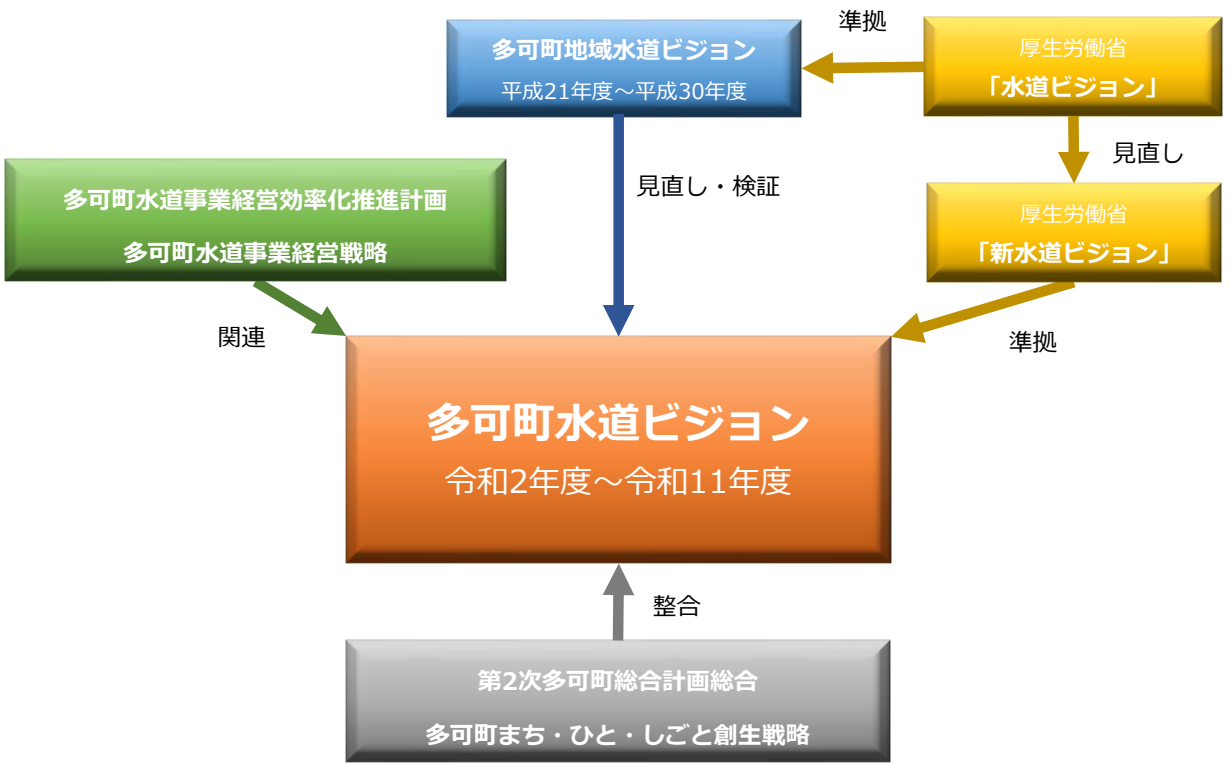 準拠
多可町地域水道ビジョン
平成21年度～平成30年度
厚生労働省
「水道ビジョン」
見直し
見直し・検証
多可町水道事業経営効率化推進計画
多可町水道事業経営戦略
厚生労働省
「新水道ビジョン」
関連
準拠
多可町水道ビジョン
令和2年度～令和11年度
整合
第2次多可町総合計画総合
多可町まち・ひと・しごと創生戦略